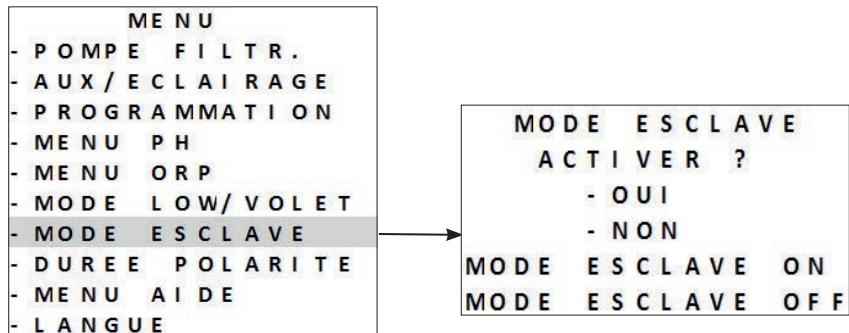 MENU
- POMPE FILTR.
- AUX/ECLAIRAGE
- PROGRAMMATION
- MENU PH
- MENU ORP
- MODE LOW/VOLET
- MODE ESCLAVE
- DUREE POLARITE
- MENU AIDE
- LANGUE
MODE ESCLAVE
ACTIVER ?
- OUI
- NON
MODE ESCLAVE ON
MODE ESCLAVE OFF